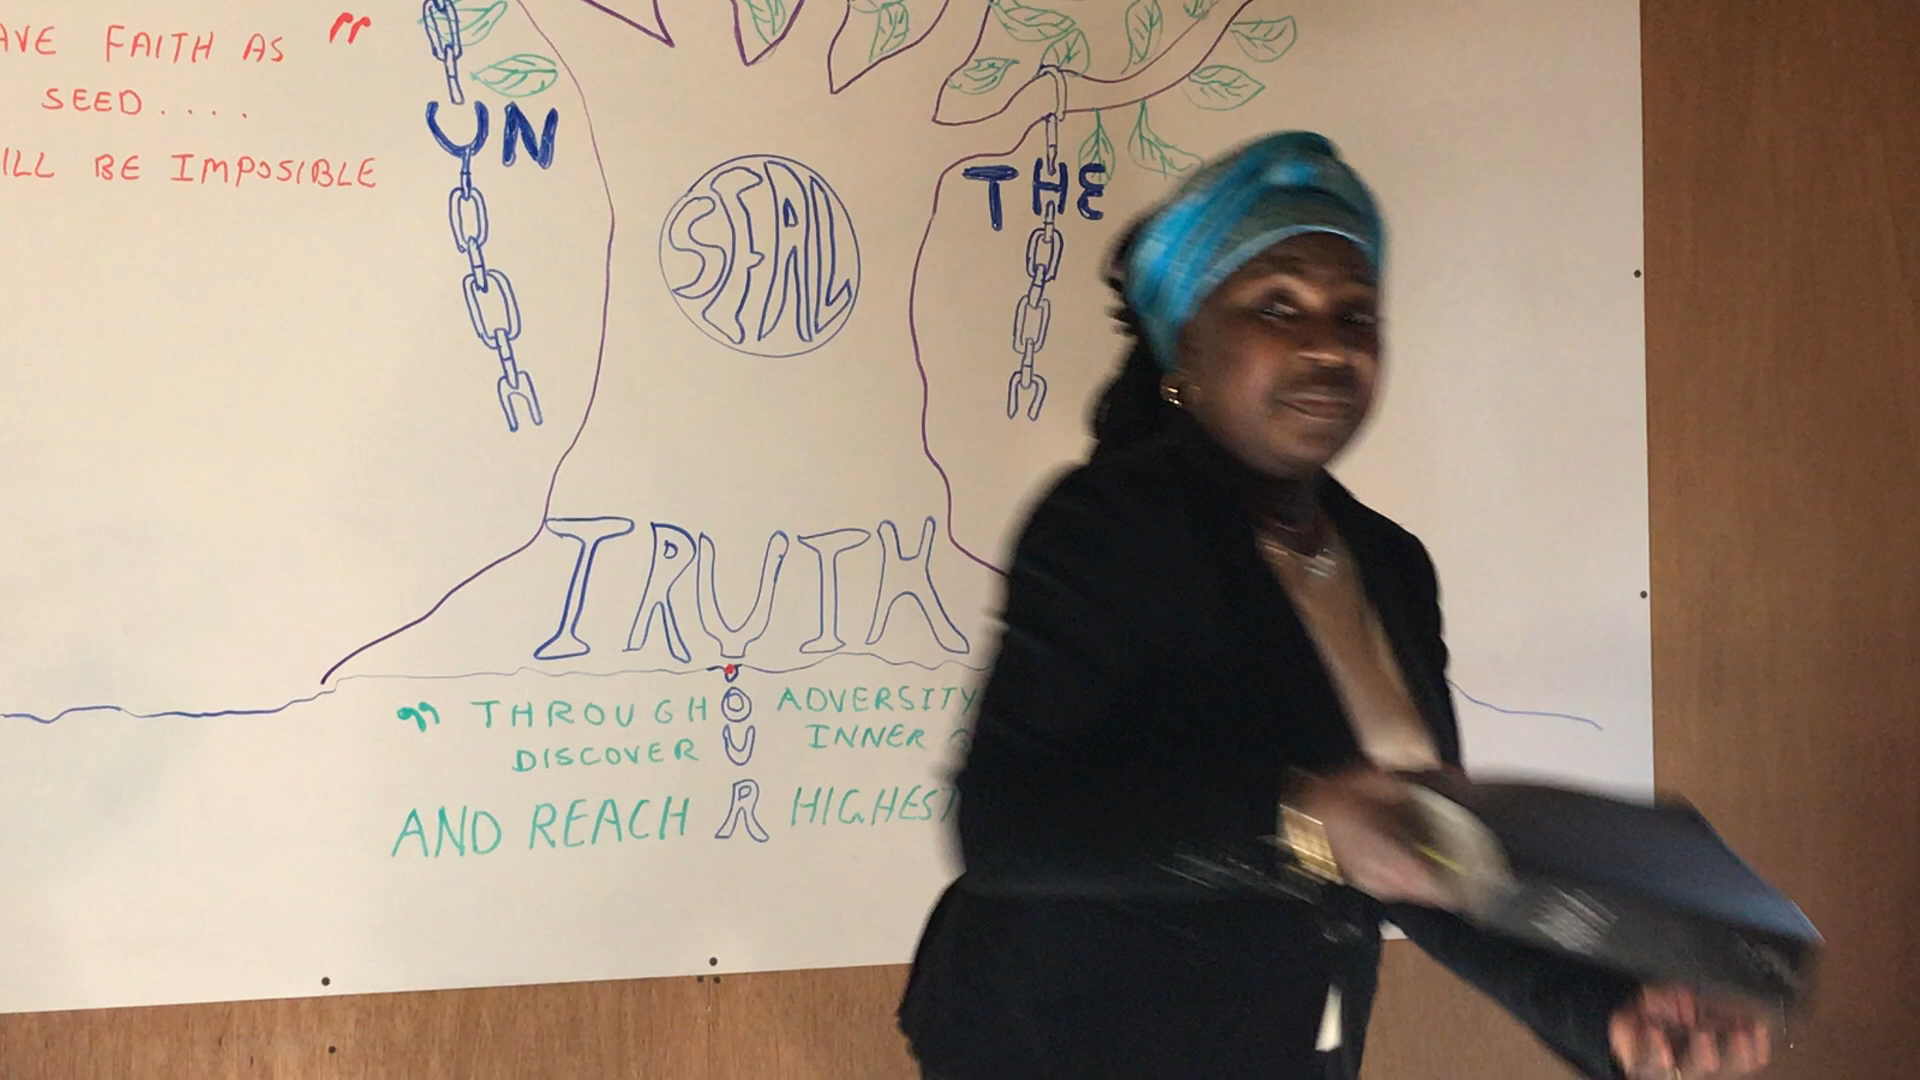 AVE FAITH AS "
SEED....
ILL BE IMPOSIBLE
UN
SEAL
THE
TRUTH
" THROUGH O ADVERSITY
DISCOVER U INNER
AND REACH R HIGHEST